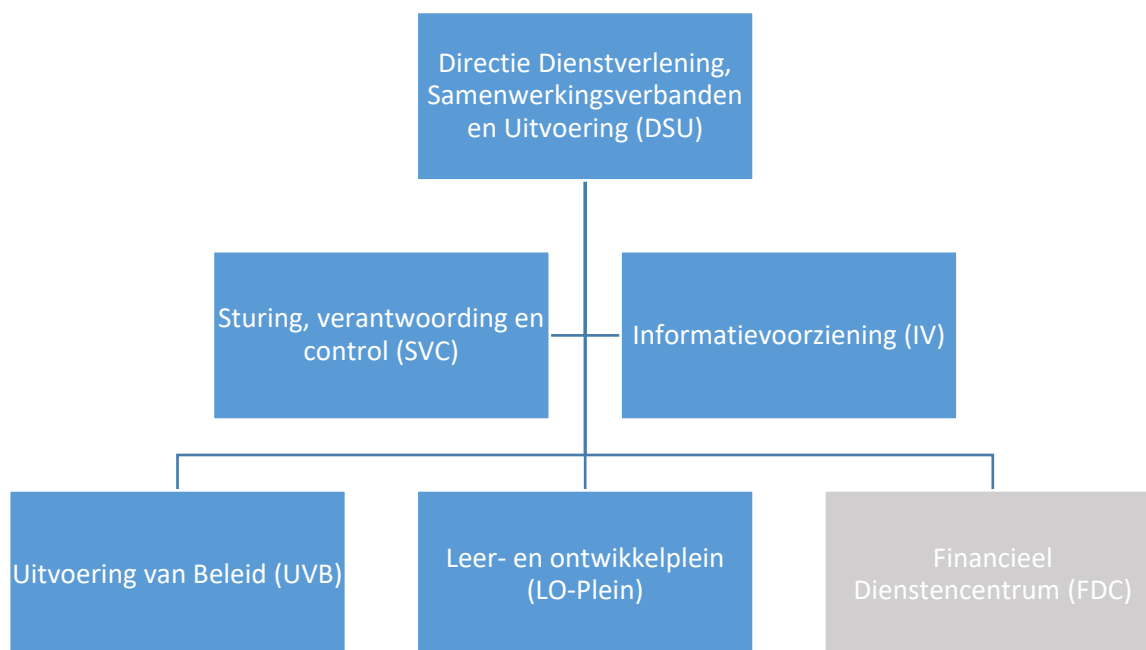 Directie Dienstverlening,
Samenwerkingsverbanden
en Uitvoering (DSU)
Sturing, verantwoording en
control (SVC)
Informatievoorziening (IV)
Uitvoering van Beleid (UVB)
Leer- en ontwikkelplein
(LO-Plein)
Financieel
Dienstencentrum (FDC)